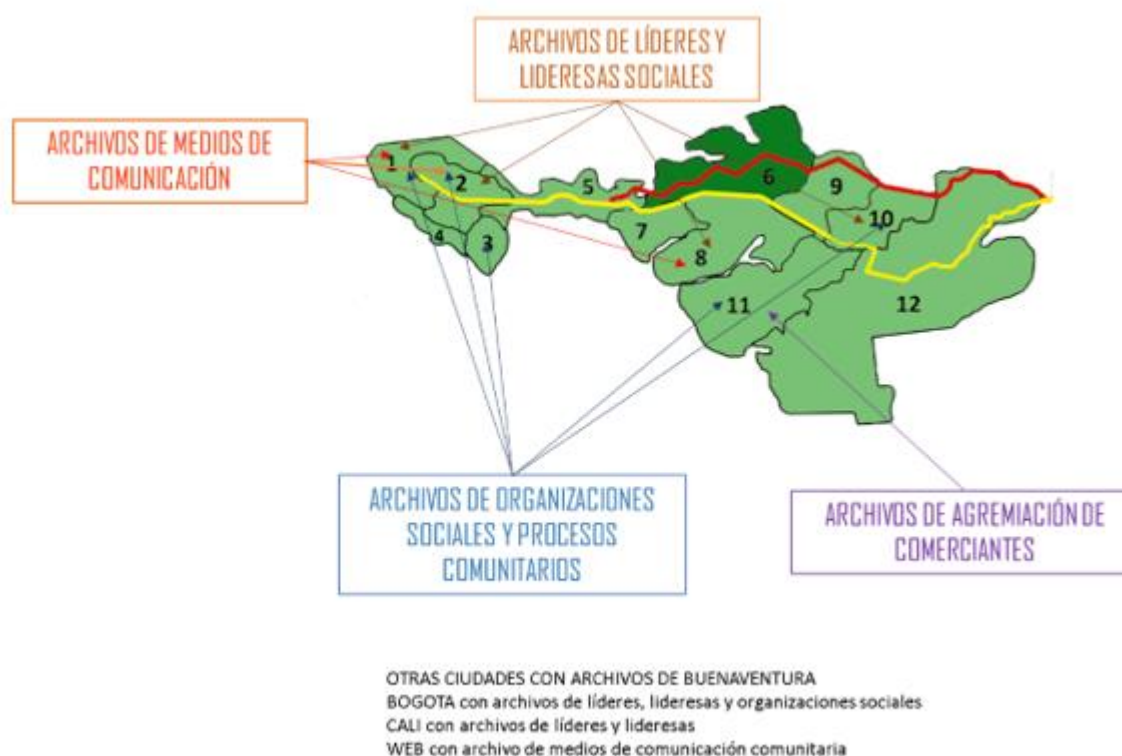 ARCHIVOS DE LÍDERES Y
LIDERESAS SOCIALES
ARCHIVOS DE MEDIOS DE
COMUNICACIÓN
1
2
3
4
5
6
7
8
9
10
11
12
ARCHIVOS DE ORGANIZACIONES
SOCIALES Y PROCESOS
COMUNITARIOS
ARCHIVOS DE AGREMIACIÓN DE
COMERCIANTES
OTRAS CIUDADES CON ARCHIVOS DE BUENAVENTURA
BOGOTA con archivos de líderes, lideresas y organizaciones sociales
CALI con archivos de líderes y lideresas
WEB con archivo de medios de comunicación comunitaria